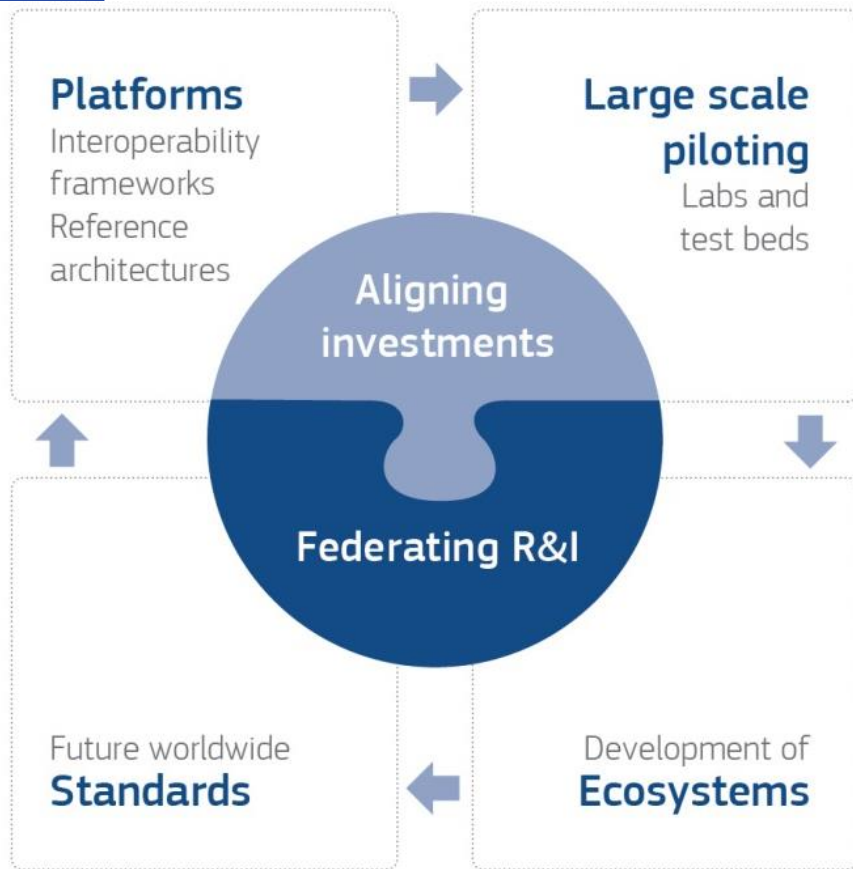 Platforms
Interoperability
frameworks
Reference
architectures
Large scale
piloting
Labs and
test beds
Aligning
investments
Federating R&I
Future worldwide
Standards
Development of
Ecosystems